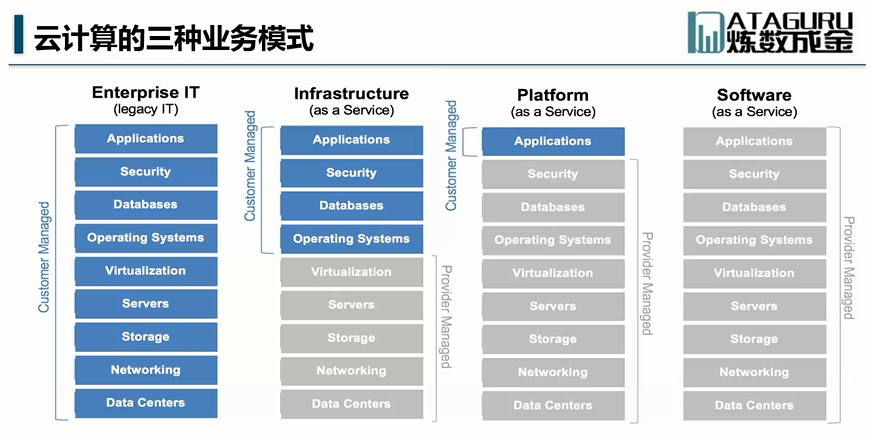 云计算的三种业务模式
DATAGURU
炼数成金
Enterprise IT
(legacy IT)
Customer Managed
Applications
Security
Databases
Operating Systems
Virtualization
Servers
Storage
Networking
Data Centers
Infrastructure
(as a Service)
Customer Managed
Applications
Security
Databases
Operating Systems
Virtualization
Servers
Storage
Networking
Data Centers
Provider Managed
Platform
(as a Service)
Customer Managed
Applications
Security
Databases
Operating Systems
Virtualization
Servers
Storage
Networking
Data Centers
Provider Managed
Software
(as a Service)
Applications
Security
Databases
Operating Systems
Virtualization
Servers
Storage
Networking
Data Centers
Provider Managed